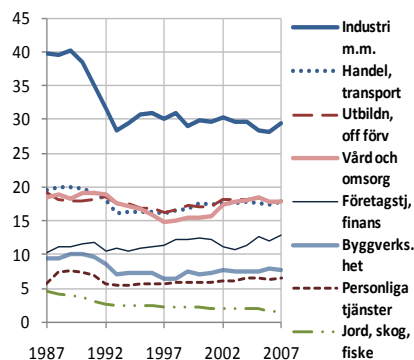 45
40
35
30
25
20
15
10
5
0
1987 1992 1997 2002 2007
Industri
m.m.
Handel,
transport
Utbildn,
off förv
Vård och
omsorg
Företagstj,
finans
Byggverks.
het
Personliga
tjänster
Jord, skog,
fiske